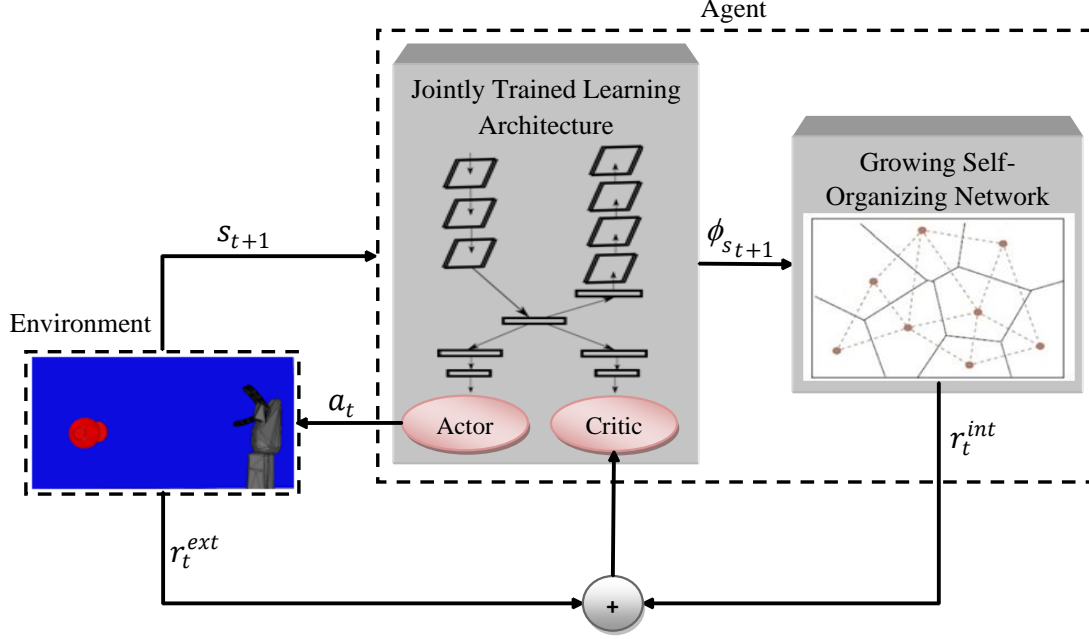 Agent
Jointly Trained Learning
Architecture
Growing Self-
Organizing Network
s_{t+1}
ϕ_{s_{t+1}}
Environment
a_t
Actor
Critic
r_t^{int}
r_t^{ext}
+